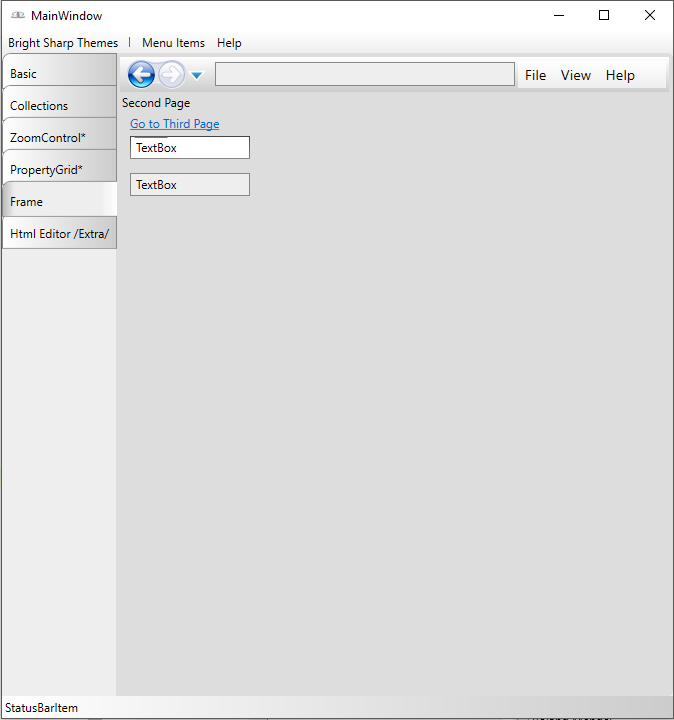 MainWindow
Bright Sharp Themes | Menu Items Help
Basic
Collections
ZoomControl*
PropertyGrid*
Frame
Html Editor /Extra/
File View Help
Second Page
Go to Third Page
TextBox
TextBox
StatusBarItem